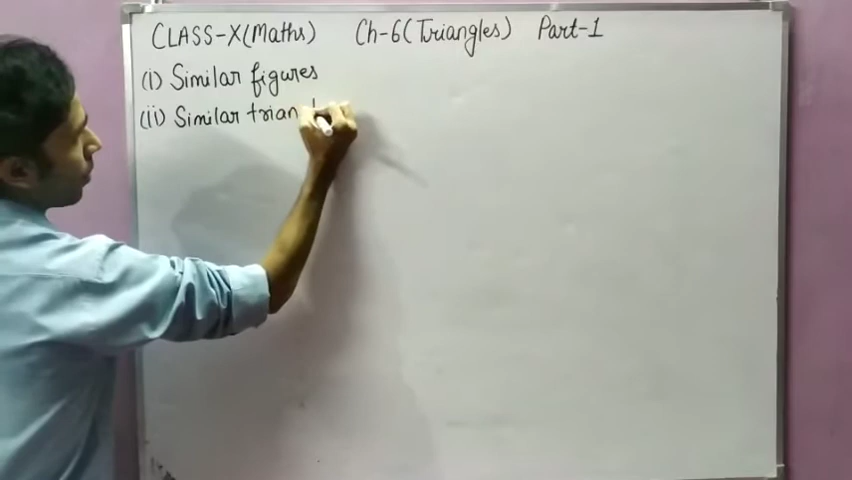 CLASS-X(Maths) Ch-6(Triangles) Part-1
(i) Similar figures
(ii) Similar trian